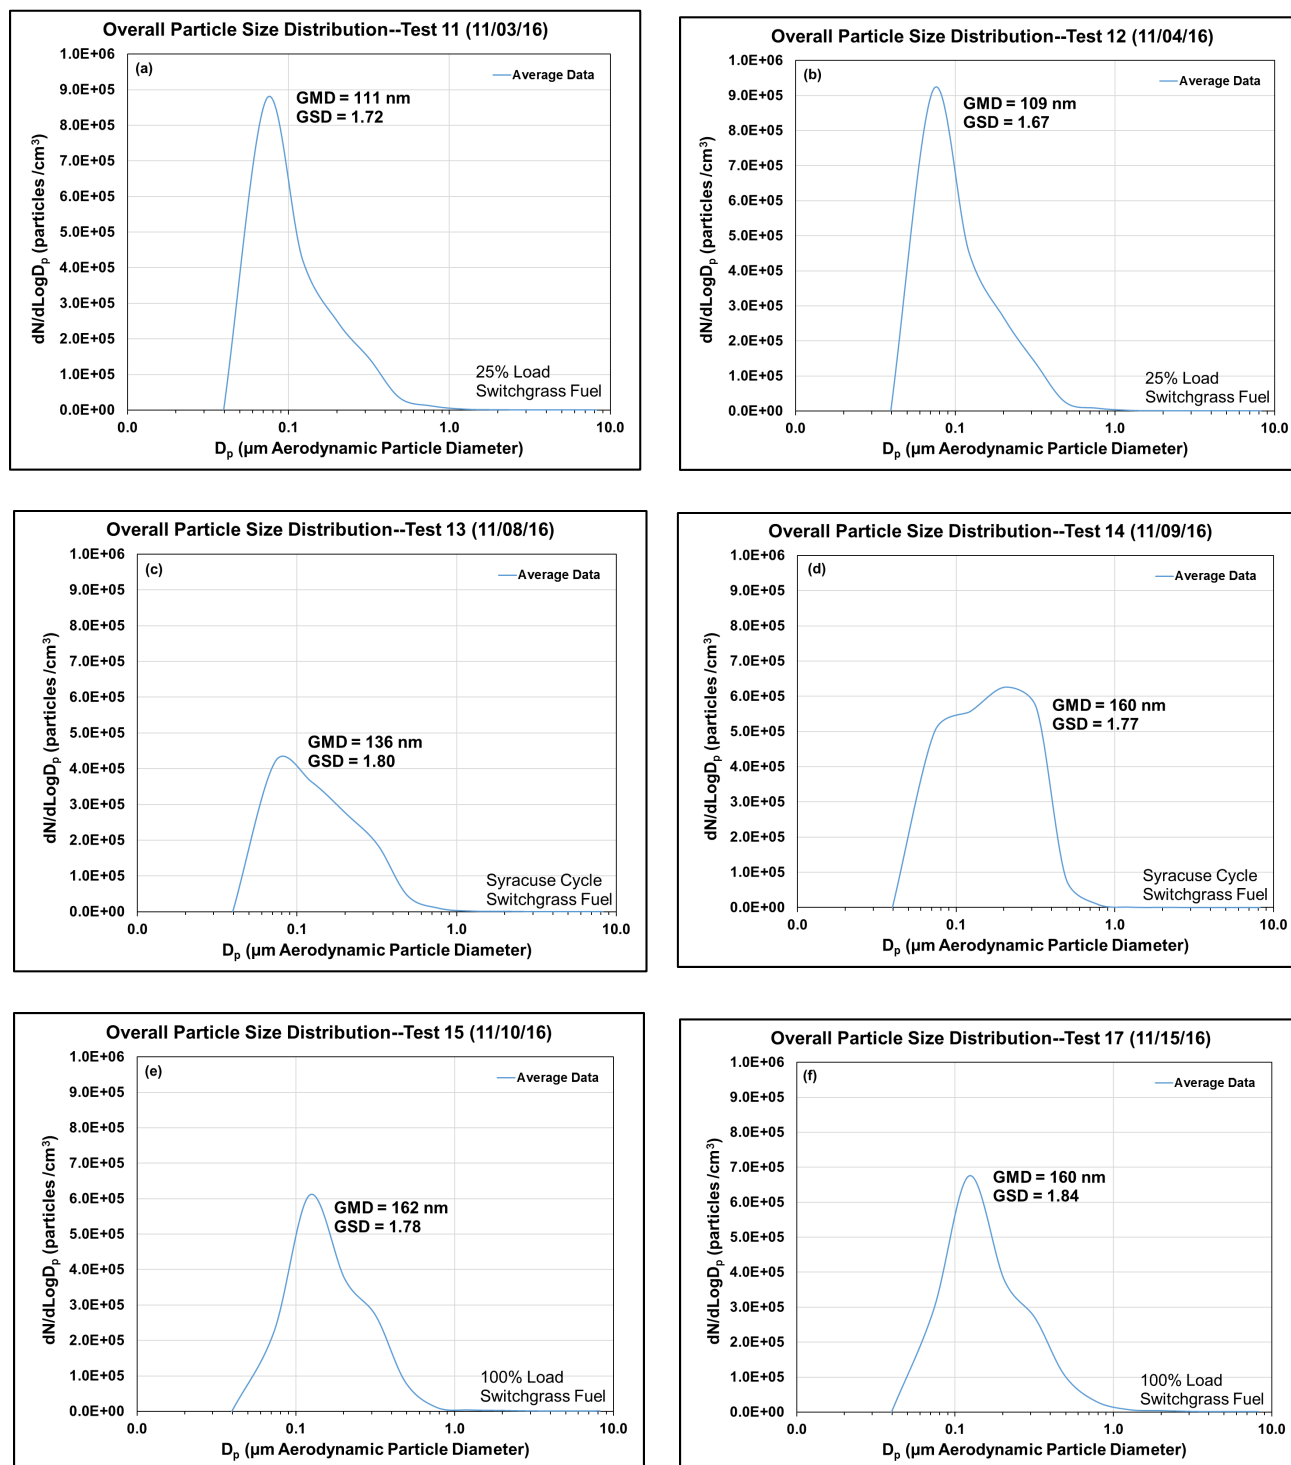 Overall Particle Size Distribution--Test 11 (11/03/16)
(a)
Average Data
GMD = 111 nm
GSD = 1.72
25% Load
Switchgrass Fuel
dN/dLogDp (particles /cm3)
1.0E+06
9.0E+05
8.0E+05
7.0E+05
6.0E+05
5.0E+05
4.0E+05
3.0E+05
2.0E+05
1.0E+05
0.0E+00
0.0 0.1 1.0 10.0
Dp (µm Aerodynamic Particle Diameter)
Overall Particle Size Distribution--Test 12 (11/04/16)
(b)
Average Data
GMD = 109 nm
GSD = 1.67
25% Load
Switchgrass Fuel
dN/dLogDp (particles /cm3)
1.0E+06
9.0E+05
8.0E+05
7.0E+05
6.0E+05
5.0E+05
4.0E+05
3.0E+05
2.0E+05
1.0E+05
0.0E+00
0.0 0.1 1.0 10.0
Dp (µm Aerodynamic Particle Diameter)
Overall Particle Size Distribution--Test 13 (11/08/16)
(c)
Average Data
GMD = 136 nm
GSD = 1.80
Syracuse Cycle
Switchgrass Fuel
dN/dLogDp (particles /cm3)
1.0E+06
9.0E+05
8.0E+05
7.0E+05
6.0E+05
5.0E+05
4.0E+05
3.0E+05
2.0E+05
1.0E+05
0.0E+00
0.0 0.1 1.0 10.0
Dp (µm Aerodynamic Particle Diameter)
Overall Particle Size Distribution--Test 14 (11/09/16)
(d)
Average Data
GMD = 160 nm
GSD = 1.77
Syracuse Cycle
Switchgrass Fuel
dN/dLogDp (particles /cm3)
1.0E+06
9.0E+05
8.0E+05
7.0E+05
6.0E+05
5.0E+05
4.0E+05
3.0E+05
2.0E+05
1.0E+05
0.0E+00
0.0 0.1 1.0 10.0
Dp (µm Aerodynamic Particle Diameter)
Overall Particle Size Distribution--Test 15 (11/10/16)
(e)
Average Data
GMD = 162 nm
GSD = 1.78
100% Load
Switchgrass Fuel
dN/dLogDp (particles /cm3)
1.0E+06
9.0E+05
8.0E+05
7.0E+05
6.0E+05
5.0E+05
4.0E+05
3.0E+05
2.0E+05
1.0E+05
0.0E+00
0.0 0.1 1.0 10.0
Dp (µm Aerodynamic Particle Diameter)
Overall Particle Size Distribution--Test 17 (11/15/16)
(f)
Average Data
GMD = 160 nm
GSD = 1.84
100% Load
Switchgrass Fuel
dN/dLogDp (particles /cm3)
1.0E+06
9.0E+05
8.0E+05
7.0E+05
6.0E+05
5.0E+05
4.0E+05
3.0E+05
2.0E+05
1.0E+05
0.0E+00
0.0 0.1 1.0 10.0
Dp (µm Aerodynamic Particle Diameter)